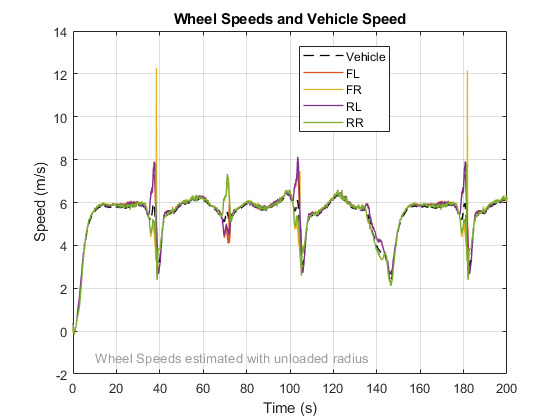 Wheel Speeds and Vehicle Speed
14
12
10
8
6
4
2
0
-2
Speed (m/s)
Vehicle
FL
FR
RL
RR
Wheel Speeds estimated with unloaded radius
0 20 40 60 80 100 120 140 160 180 200
Time (s)